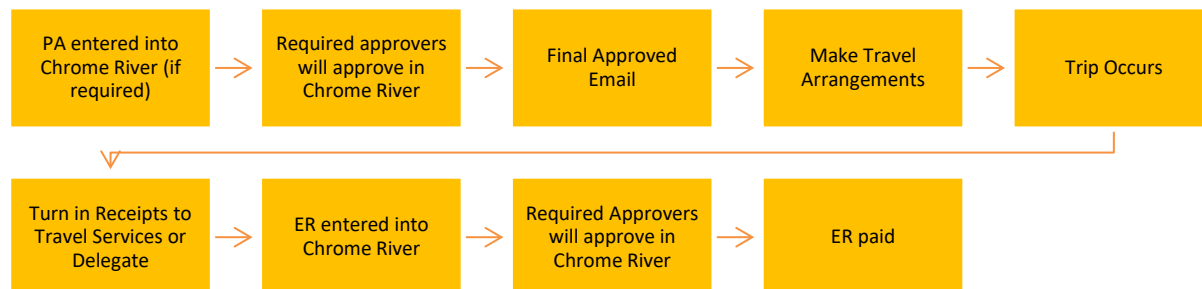 PA entered into
Chrome River (if
required)
Required approvers
will approve in
Chrome River
Final Approved
Email
Make Travel
Arrangements
Trip Occurs
Turn in Receipts to
Travel Services or
Delegate
ER entered into
Chrome River
Required Approvers
will approve in
Chrome River
ER paid